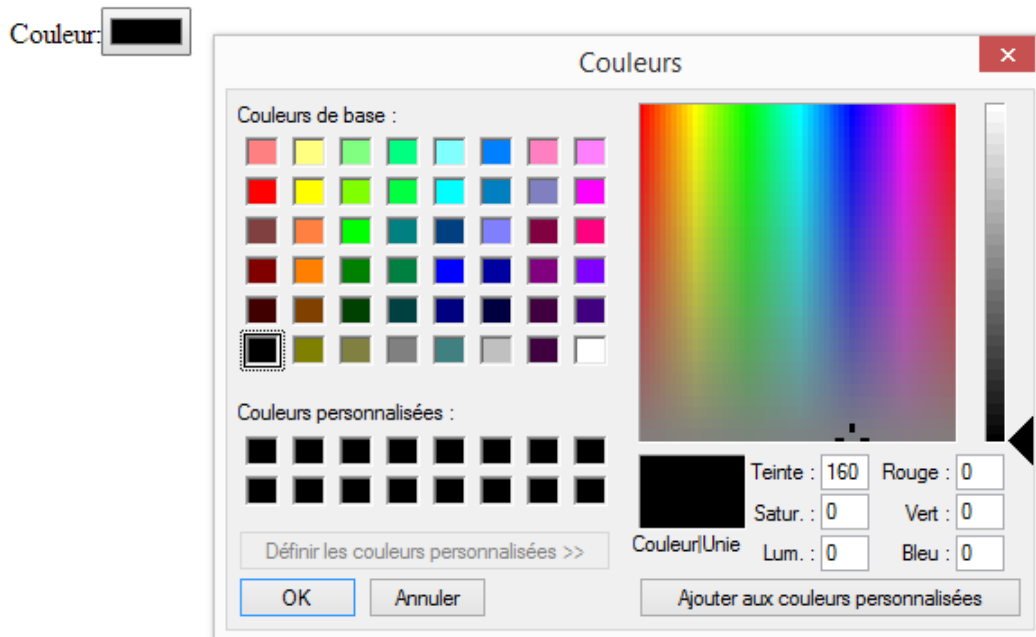 Couleur:
Couleurs
Couleurs de base :
Couleurs personnalisées :
Définir les couleurs personnalisées >>
OK
Annuler
Teinte : 160 Rouge : 0
Satur. : 0 Vert : 0
Couleur|Unie
Lum. : 0 Bleu : 0
Ajouter aux couleurs personnalisées